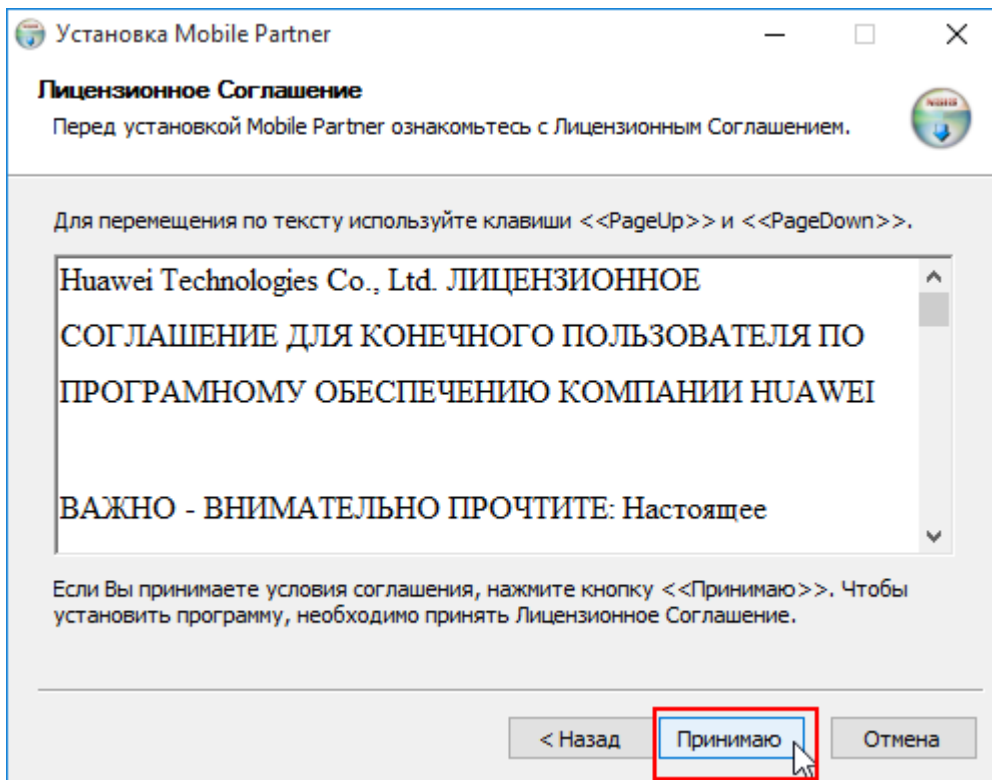 Установка Mobile Partner
Лицензионное Соглашение
Перед установкой Mobile Partner ознакомьтесь с Лицензионным Соглашением.
Для перемещения по тексту используйте клавиши <<PageUp>> и <<PageDown>>.
Huawei Technologies Co., Ltd. ЛИЦЕНЗИОННОЕ
СОГЛАШЕНИЕ ДЛЯ КОНЕЧНОГО ПОЛЬЗОВАТЕЛЯ ПО
ПРОГРАМНОМУ ОБЕСПЕЧЕНИЮ КОМПАНИИ HUAWEI
ВАЖНО - ВНИМАТЕЛЬНО ПРОЧТИТЕ: Настоящее
Если Вы принимаете условия соглашения, нажмите кнопку <<Принимаю>>. Чтобы
установить программу, необходимо принять Лицензионное Соглашение.
< Назад
Принимаю
Отмена